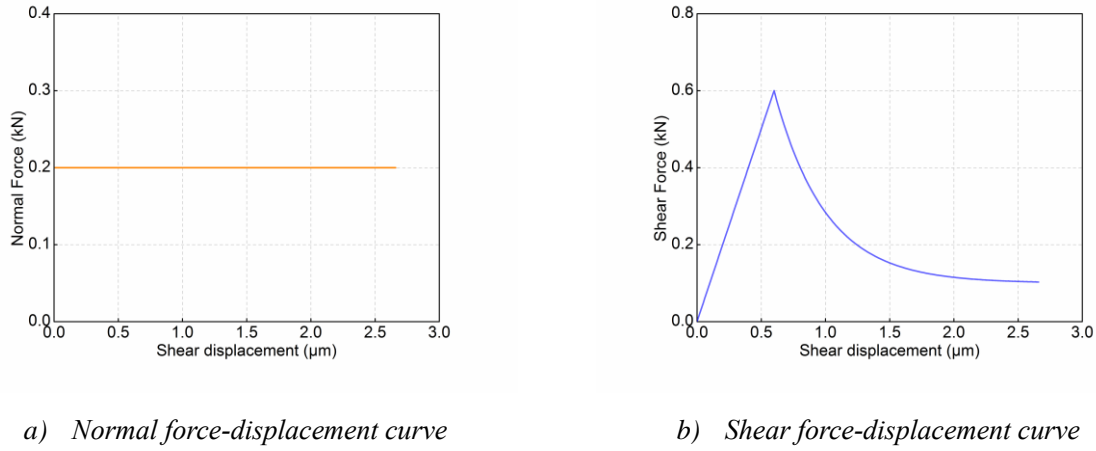 0.4
0.3
0.2
0.1
0.0
Normal Force (kN)
0.0 0.5 1.0 1.5 2.0 2.5 3.0
Shear displacement (μm)
0.8
0.6
0.4
0.2
0.0
Shear Force (kN)
0.0 0.5 1.0 1.5 2.0 2.5 3.0
Shear displacement (μm)
a) Normal force-displacement curve
b) Shear force-displacement curve